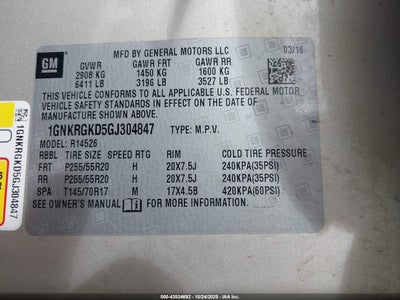 GM
MFD BY GENERAL MOTORS LLC
03/16
GVWR GAWR FRT GAWR RR
2908 KG 1450 KG 1600 KG
6411 LB 3196 LB 3527 LB
THIS VEHICLE CONFORMS TO ALL APPLICABLE U.S. FEDERAL MOTOR
VEHICLE SAFETY STANDARDS IN EFFECT ON THE DATE OF
MANUFACTURE SHOWN ABOVE.
1GNKRGKD5GJ304847 TYPE: M.P.V.
MODEL: R14526
RBBL TIRE SIZE SPEED RTG RIM COLD TIRE PRESSURE
FRT P255/55R20 H 20X7.5J 240KPA(35PSI)
RR P255/55R20 H 20X7.5J 240KPA(35PSI)
SPA T145/70R17 M 17X4.5B 420KPA(60PSI)
SEE OWNER'S MANUAL FOR MORE INFORMATION.
1GNKRGKD5GJ304847
000-43534692 - 10/24/2025 - IAAI